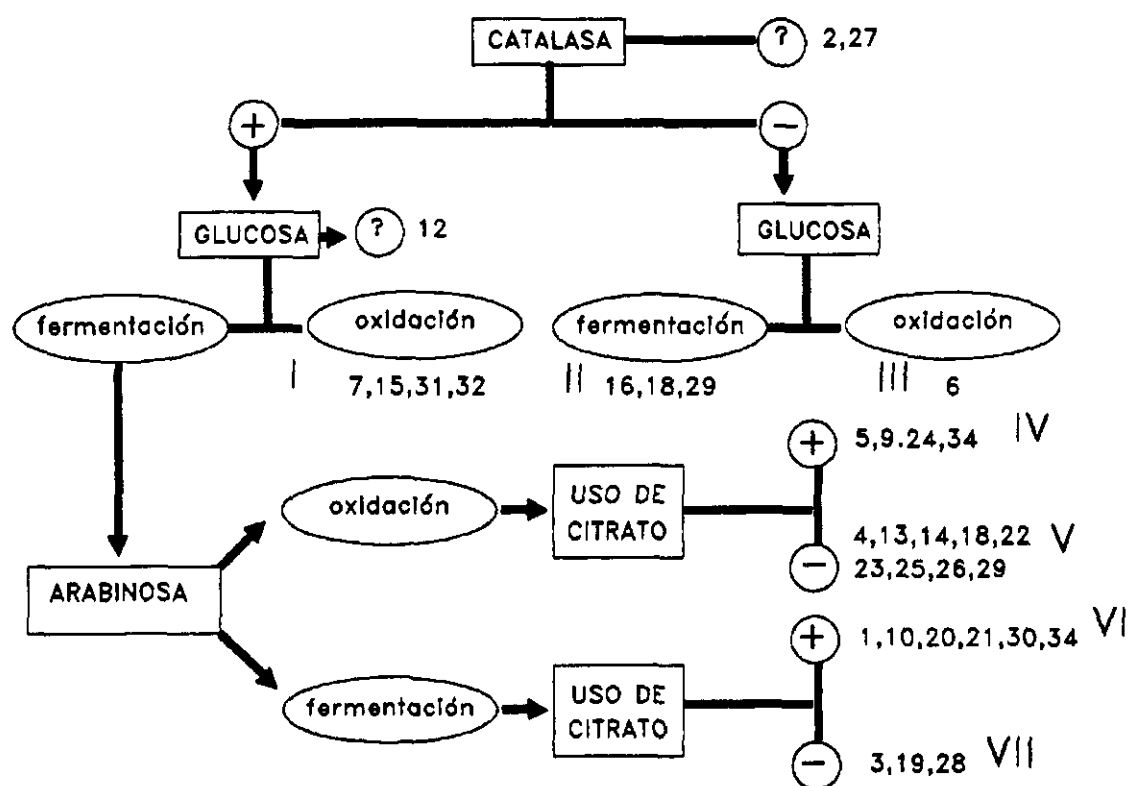 CATALASA
? 2,27
+
−
GLUCOSA
? 12
GLUCOSA
fermentación
oxidación
fermentación
oxidación
I 7,15,31,32
II 16,18,29
III 6
+ 5,9.24,34 IV
oxidación
USO DE
CITRATO
4,13,14,18,22 V
− 23,25,26,29
ARABINOSA
+ 1,10,20,21,30,34 VI
fermentación
USO DE
CITRATO
− 3,19,28 VII